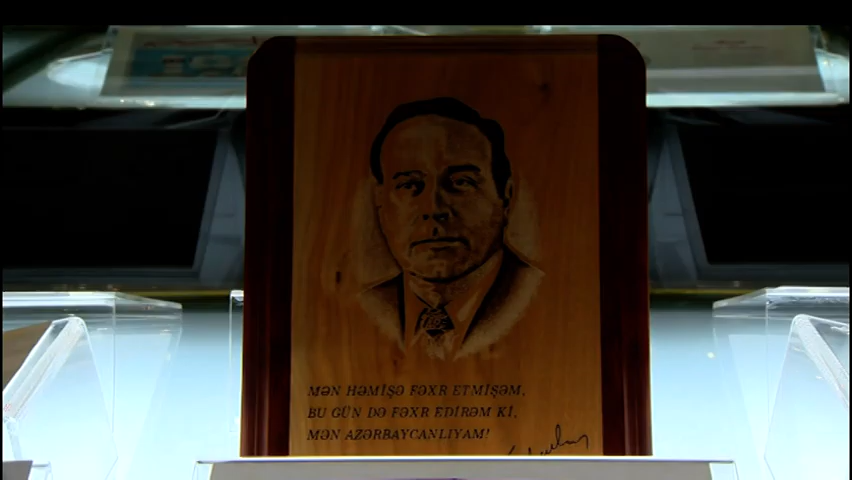 MƏN HƏMİŞƏ FƏXR ETMİŞƏM,
BU GÜN DƏ FƏXR EDİRƏM Kİ,
MƏN AZƏRBAYCANLIYAM!